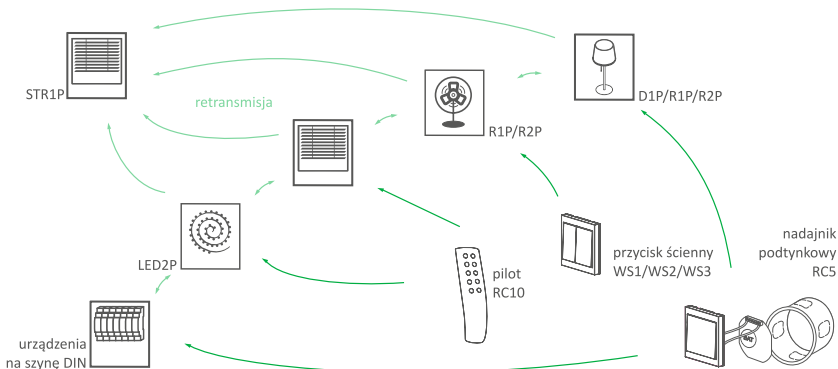 STR1P
retransmisja
D1P/R1P/R2P
R1P/R2P
LED2P
przycisk ścienny
WS1/WS2/WS3
nadajnik
podtynkowy
RC5
pilot
RC10
urządzenia
na szynę DIN
BAT